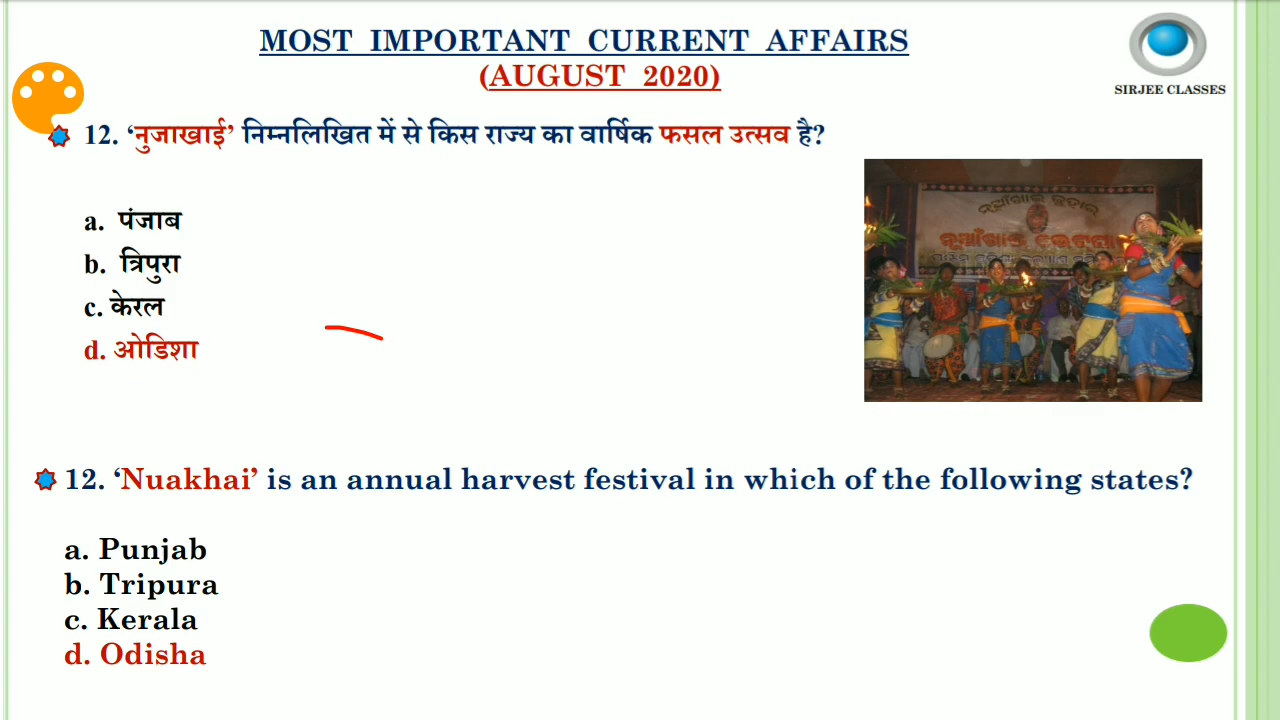 MOST IMPORTANT CURRENT AFFAIRS
(AUGUST 2020)
SIRJEE CLASSES
12. ‘नुजाखाई’ निम्नलिखित में से किस राज्य का वार्षिक फसल उत्सव है?
a. पंजाब
b. त्रिपुरा
c. केरल
d. ओडिशा
12. ‘Nuakhai’ is an annual harvest festival in which of the following states?
a. Punjab
b. Tripura
c. Kerala
d. Odisha